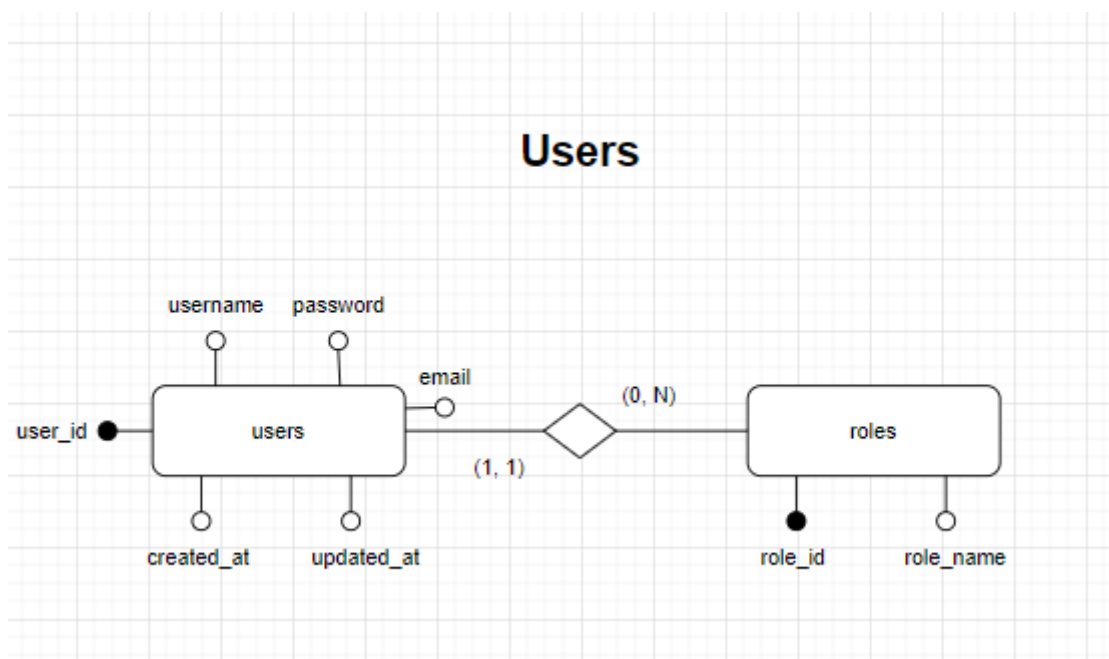 Users
username
password
email
(0, N)
user_id
users
roles
(1, 1)
created_at
updated_at
role_id
role_name